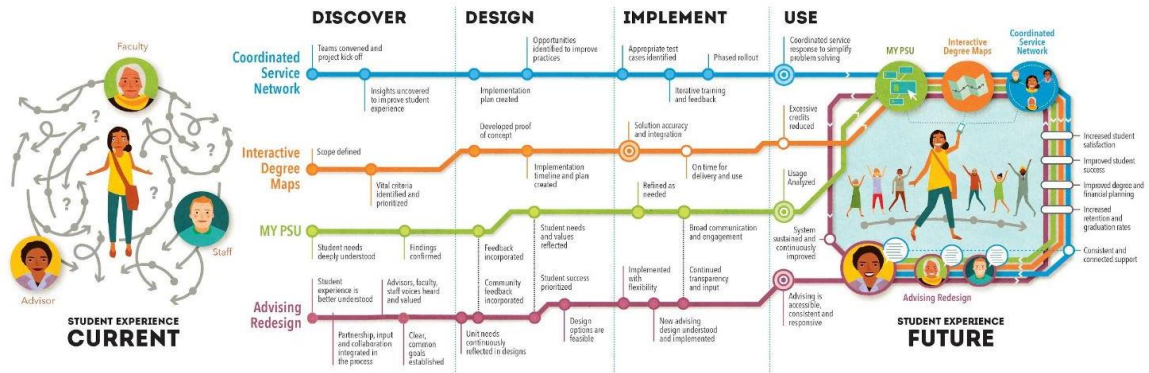 DISCOVER
DESIGN
IMPLEMENT
USE
Faculty
?
?
?
?
Staff
Advisor
STUDENT EXPERIENCE
CURRENT
Coordinated
Service
Network
Teams convened and
project kick off
Insights uncovered
to improve student
experience
Implementation
plan created
Opportunities
identified to improve
practices
Appropriate test
cases identified
Iterative training
and feedback
Phased rollout
Coordinated service
response to simplify
problem solving
Interactive
Degree Maps
Scope defined
Vital criteria
identified and
prioritized
Developed proof
of concept
Implementation
timeline and plan
created
Solution accuracy
and integration
On time for
delivery and use
Excessive
credits
reduced
MY PSU
Student needs
deeply understood
Findings
confirmed
Feedback
incorporated
Student needs
and values
reflected
Refined as
needed
Broad communication
and engagement
Usage
Analyzed
System
sustained and
continuously
improved
Advising
Redesign
Student
experience is
better understood
Partnership, input
and collaboration
integrated in
the process
Advisors, faculty,
staff voices heard
and valued
Clear,
common
goals
established
Community
feedback
incorporated
Unit needs
continuously
reflected in designs
Student success
prioritized
Design
options are
feasible
Implemented
with
flexibility
New advising
design understood
and implemented
Continued
transparency
and input
Advising is
accessible,
consistent and
responsive
MY PSU
Interactive
Degree Maps
Coordinated
Service
Network
Increased student
satisfaction
Improved student
success
Improved degree and
financial planning
Increased
retention and
graduation rates
Consistent and
connected support
Advising Redesign
STUDENT EXPERIENCE
FUTURE